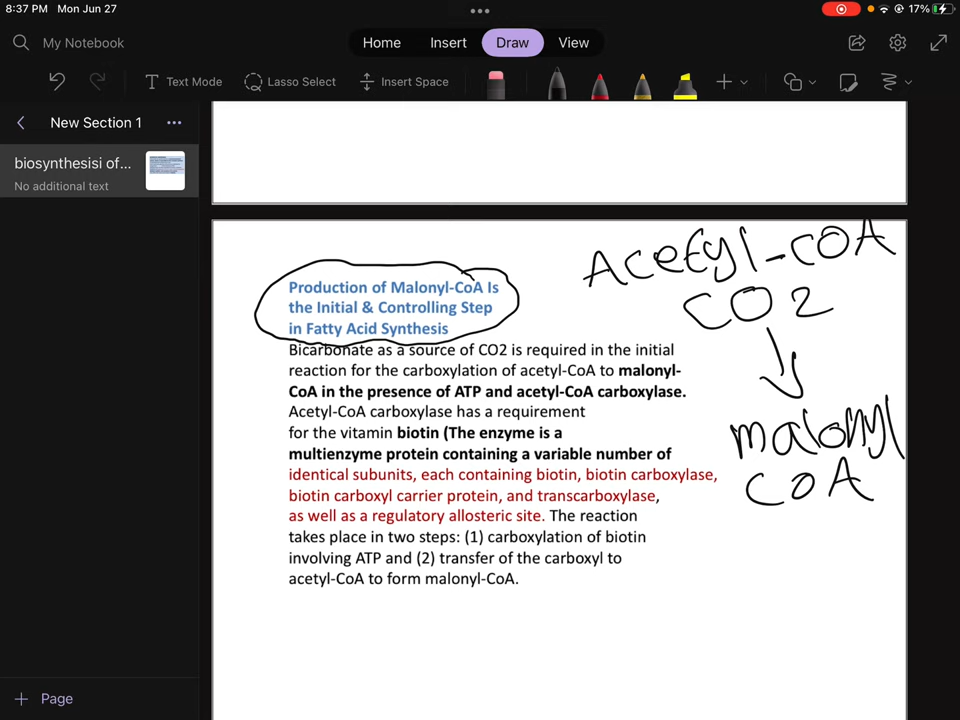 8:37 PM Mon Jun 27
17%
My Notebook
Home Insert Draw View
Text Mode Lasso Select Insert Space
New Section 1
biosynthesisi of...
No additional text
Production of Malonyl-CoA Is
the Initial & Controlling Step
in Fatty Acid Synthesis
Bicarbonate as a source of CO2 is required in the initial
reaction for the carboxylation of acetyl-CoA to malonyl-
CoA in the presence of ATP and acetyl-CoA carboxylase.
Acetyl-CoA carboxylase has a requirement
for the vitamin biotin (The enzyme is a
multienzyme protein containing a variable number of
identical subunits, each containing biotin, biotin carboxylase,
biotin carboxyl carrier protein, and transcarboxylase,
as well as a regulatory allosteric site. The reaction
takes place in two steps: (1) carboxylation of biotin
involving ATP and (2) transfer of the carboxyl to
acetyl-CoA to form malonyl-CoA.
Acetyl-COA
CO2
malonyl
COA
Page